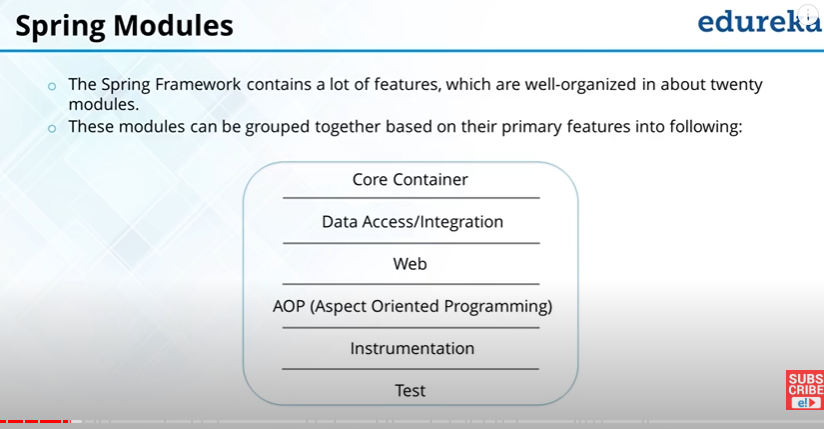 Spring Modules
edureka
The Spring Framework contains a lot of features, which are well-organized in about twenty
modules.
These modules can be grouped together based on their primary features into following:
Core Container
Data Access/Integration
Web
AOP (Aspect Oriented Programming)
Instrumentation
Test
SUBS
CRIBE
e!